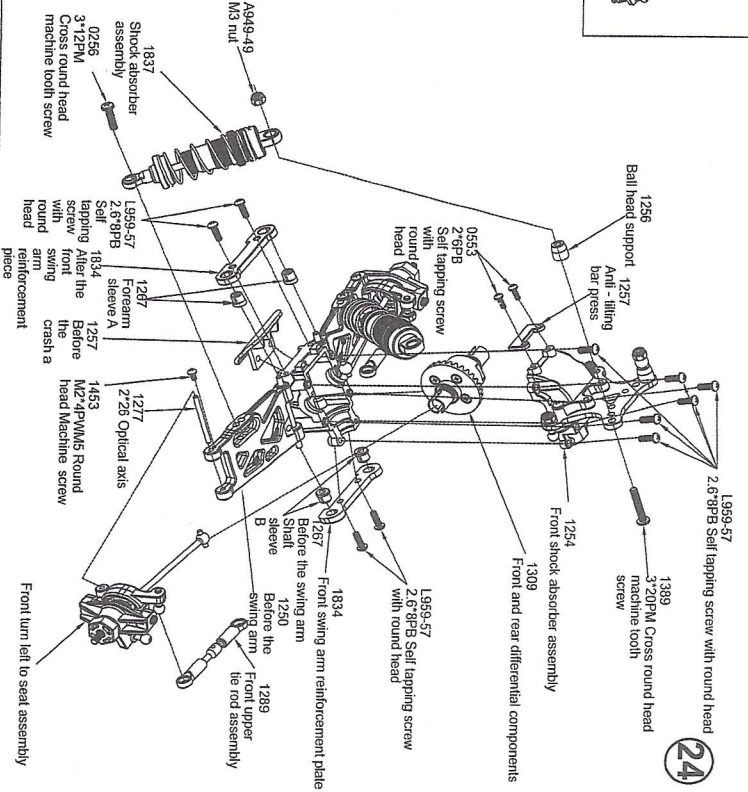 24
L959-57
2.6*8PB Self tapping screw with round head
1389
3*20PM Cross round head
machine tooth
screw
1254
Front shock absorber assembly
1309
Front and rear differential components
1256
Ball head support
1257
Anti - tilting
bar press
0553
2*6PB
Self tapping screw
with
round
head
A949-49
M3 nut
1837
Shock absorber
assembly
0256
3*12PM
Cross round head
machine tooth screw
L959-57
2.6*8PB
Self
tapping
screw
with
round
head
1834
After the
front
swing
arm
reinforcement
piece
1267
Forearm
sleeve A
1257
Before
the
crash a
1277
2*26 Optical axis
1453
M2*4PWM5 Round
head Machine screw
L959-57
2.6*8PB Self tapping screw
with round head
1834
Front swing arm reinforcement plate
1267
Before the swing arm
Shaft
sleeve
B
1250
Before the
swing arm
1289
Front upper
tie rod assembly
Front turn left to seat assembly